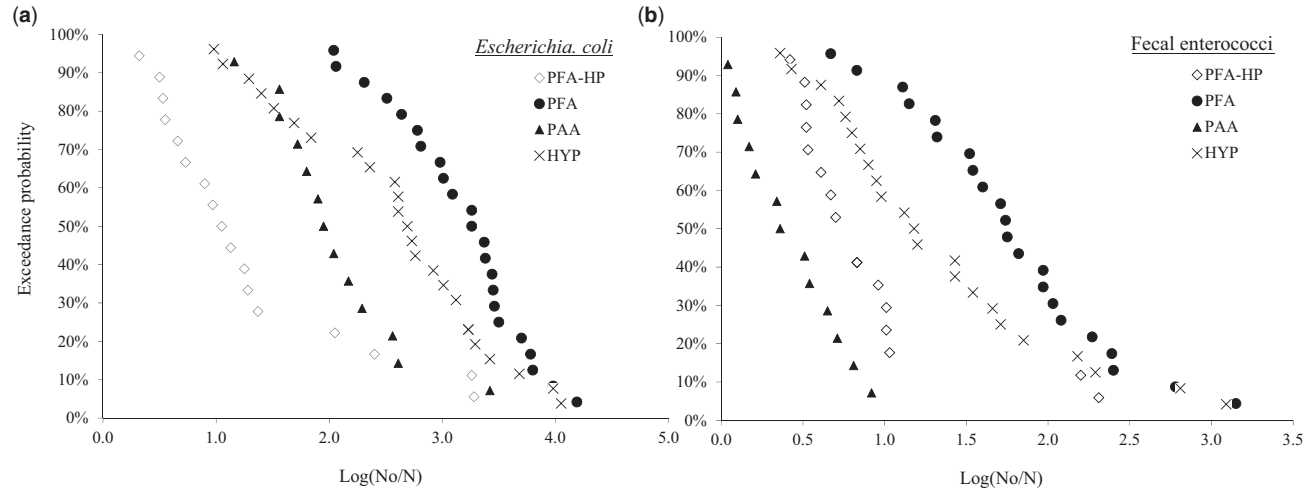 (a)
100%
90%
80%
70%
60%
50%
40%
30%
20%
10%
0%
Exceedance probability
0.0 1.0 2.0 3.0 4.0 5.0
Log(No/N)
Escherichia. coli
PFA-HP
PFA
PAA
HYP
(b)
100%
90%
80%
70%
60%
50%
40%
30%
20%
10%
0%
0.0 0.5 1.0 1.5 2.0 2.5 3.0 3.5
Log(No/N)
Fecal enterococci
PFA-HP
PFA
PAA
HYP